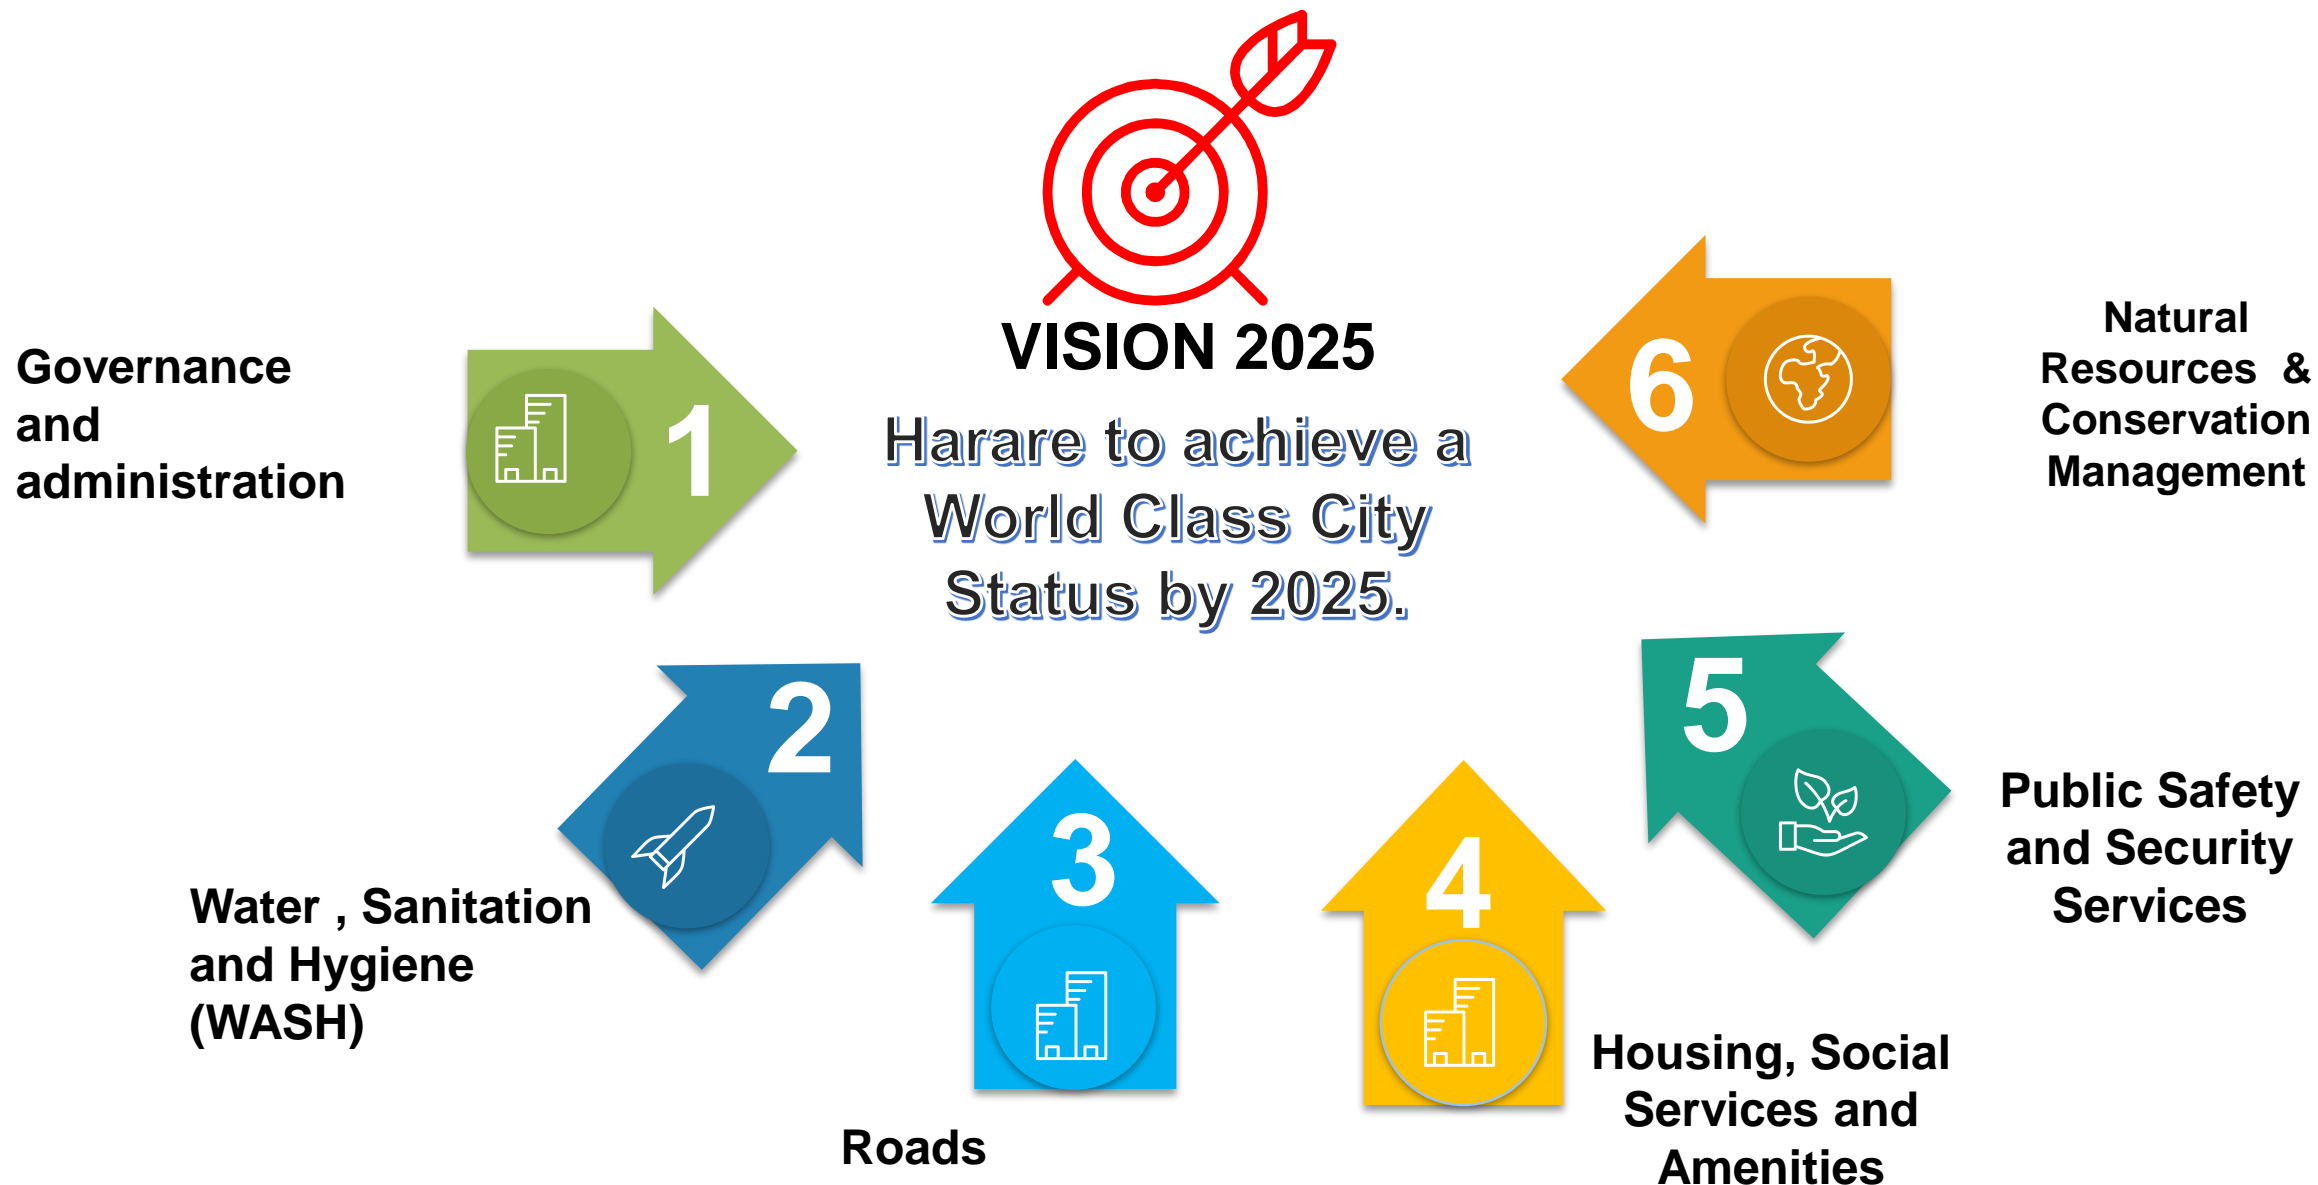 VISION 2025
Harare to achieve a
World Class City
Status by 2025.
1
Governance
and
administration
2
Water , Sanitation
and Hygiene
(WASH)
3
Roads
4
Housing, Social
Services and
Amenities
5
Public Safety
and Security
Services
6
Natural
Resources & 
Conservation
Management